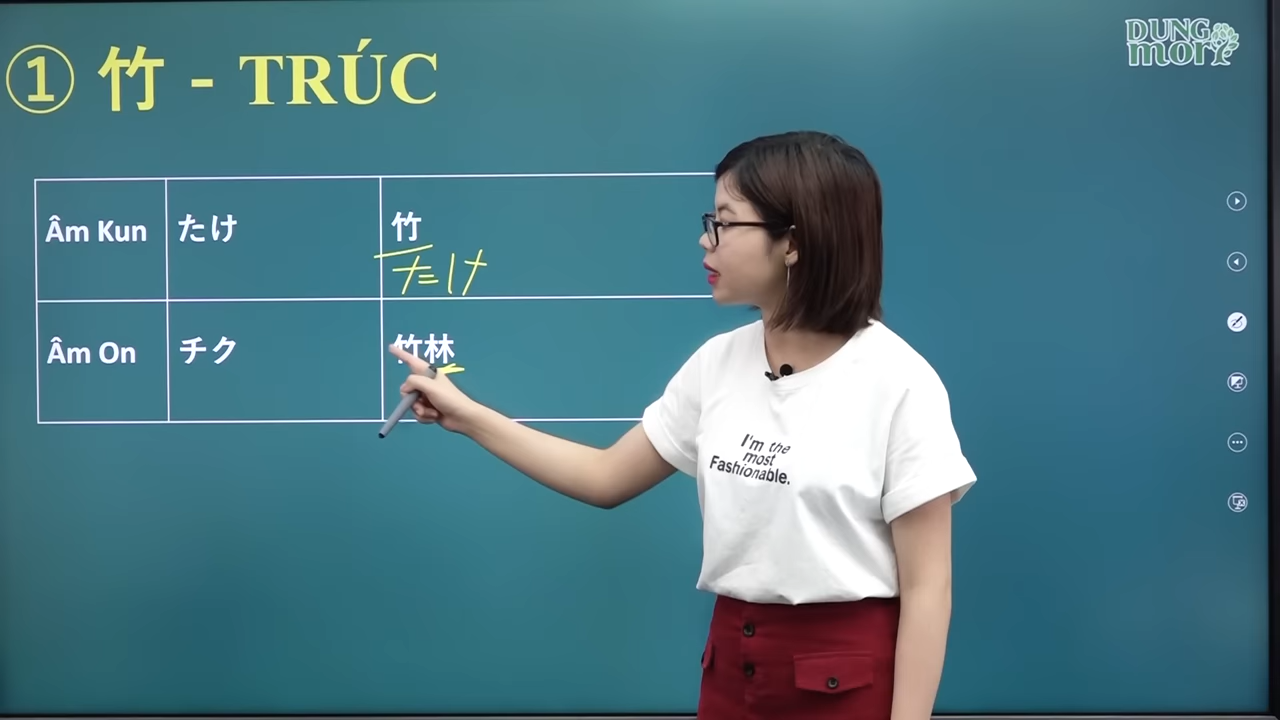 ① 竹 - TRÚC
DUNG
mori
Âm Kun たけ 竹
たけ
Âm On チク 竹林
I'm the
most
Fashionable.